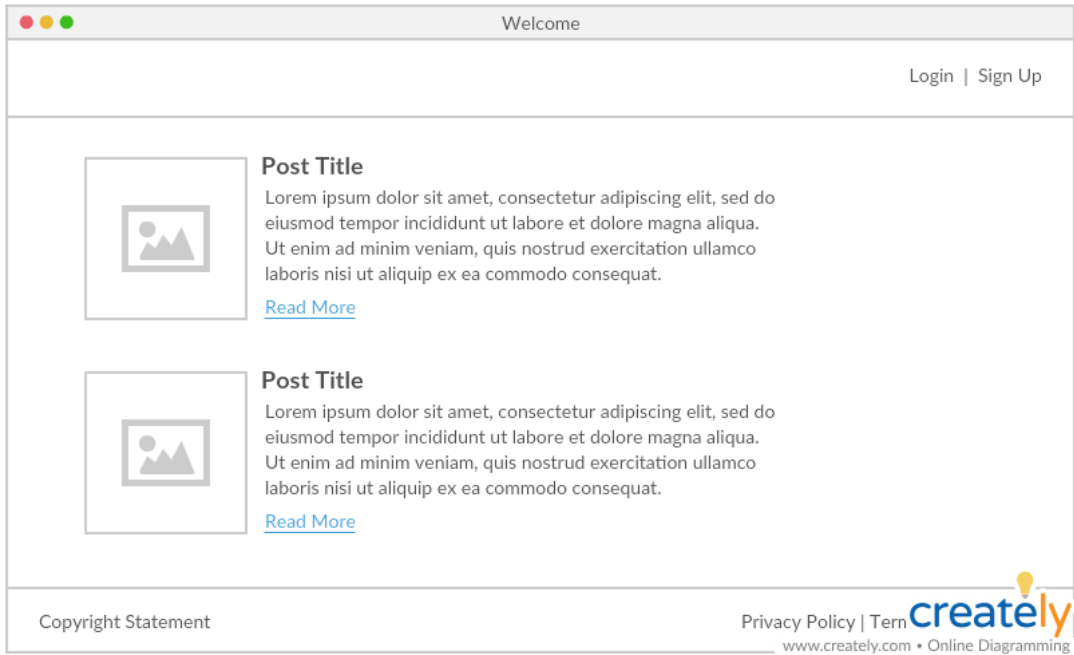 Welcome
Login | Sign Up
Post Title
Lorem ipsum dolor sit amet, consectetur adipiscing elit, sed do
eiusmod tempor incididunt ut labore et dolore magna aliqua.
Ut enim ad minim veniam, quis nostrud exercitation ullamco
laboris nisi ut aliquip ex ea commodo consequat.
Read More
Post Title
Lorem ipsum dolor sit amet, consectetur adipiscing elit, sed do
eiusmod tempor incididunt ut labore et dolore magna aliqua.
Ut enim ad minim veniam, quis nostrud exercitation ullamco
laboris nisi ut aliquip ex ea commodo consequat.
Read More
Copyright Statement
Privacy Policy |
creately
www.creately.com • Online Diagramming